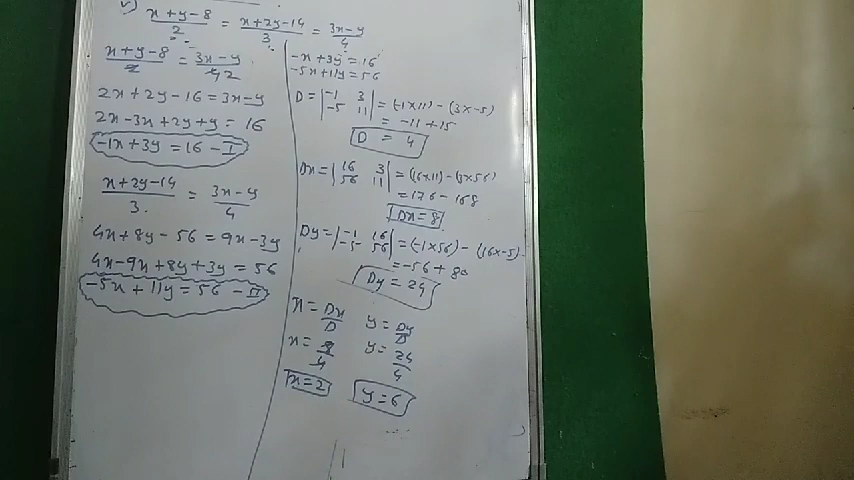 v) x+y-8/2 = x+2y-14/3 = 3x-y/4
x+y-8/2 = 3x-y/4 2
2x+2y-16=3x-y
2x-3x+2y+y=16
-1x+3y=16-I
x+2y-14/3. = 3x-y/4
4x+8y-56=9x-3y
4x-9x+8y+3y=56
-5x+11y=56-II
-x+3y=16
-5x+11y=56
D=|-1 3|=(-1×11)-(3×-5)
|-5 11|
=-11+15
D = 4
Dx=|16 3|=(16×11)-(3×56)
|56 11|
=176-168
Dx=8
Dy=|-1 16|=(-1×56)-(16×-5)
|-5 56|
=-56+80
Dy=24
x=Dx/D y=Dy/D
x=8/4 y=24/4
x=2 y=6